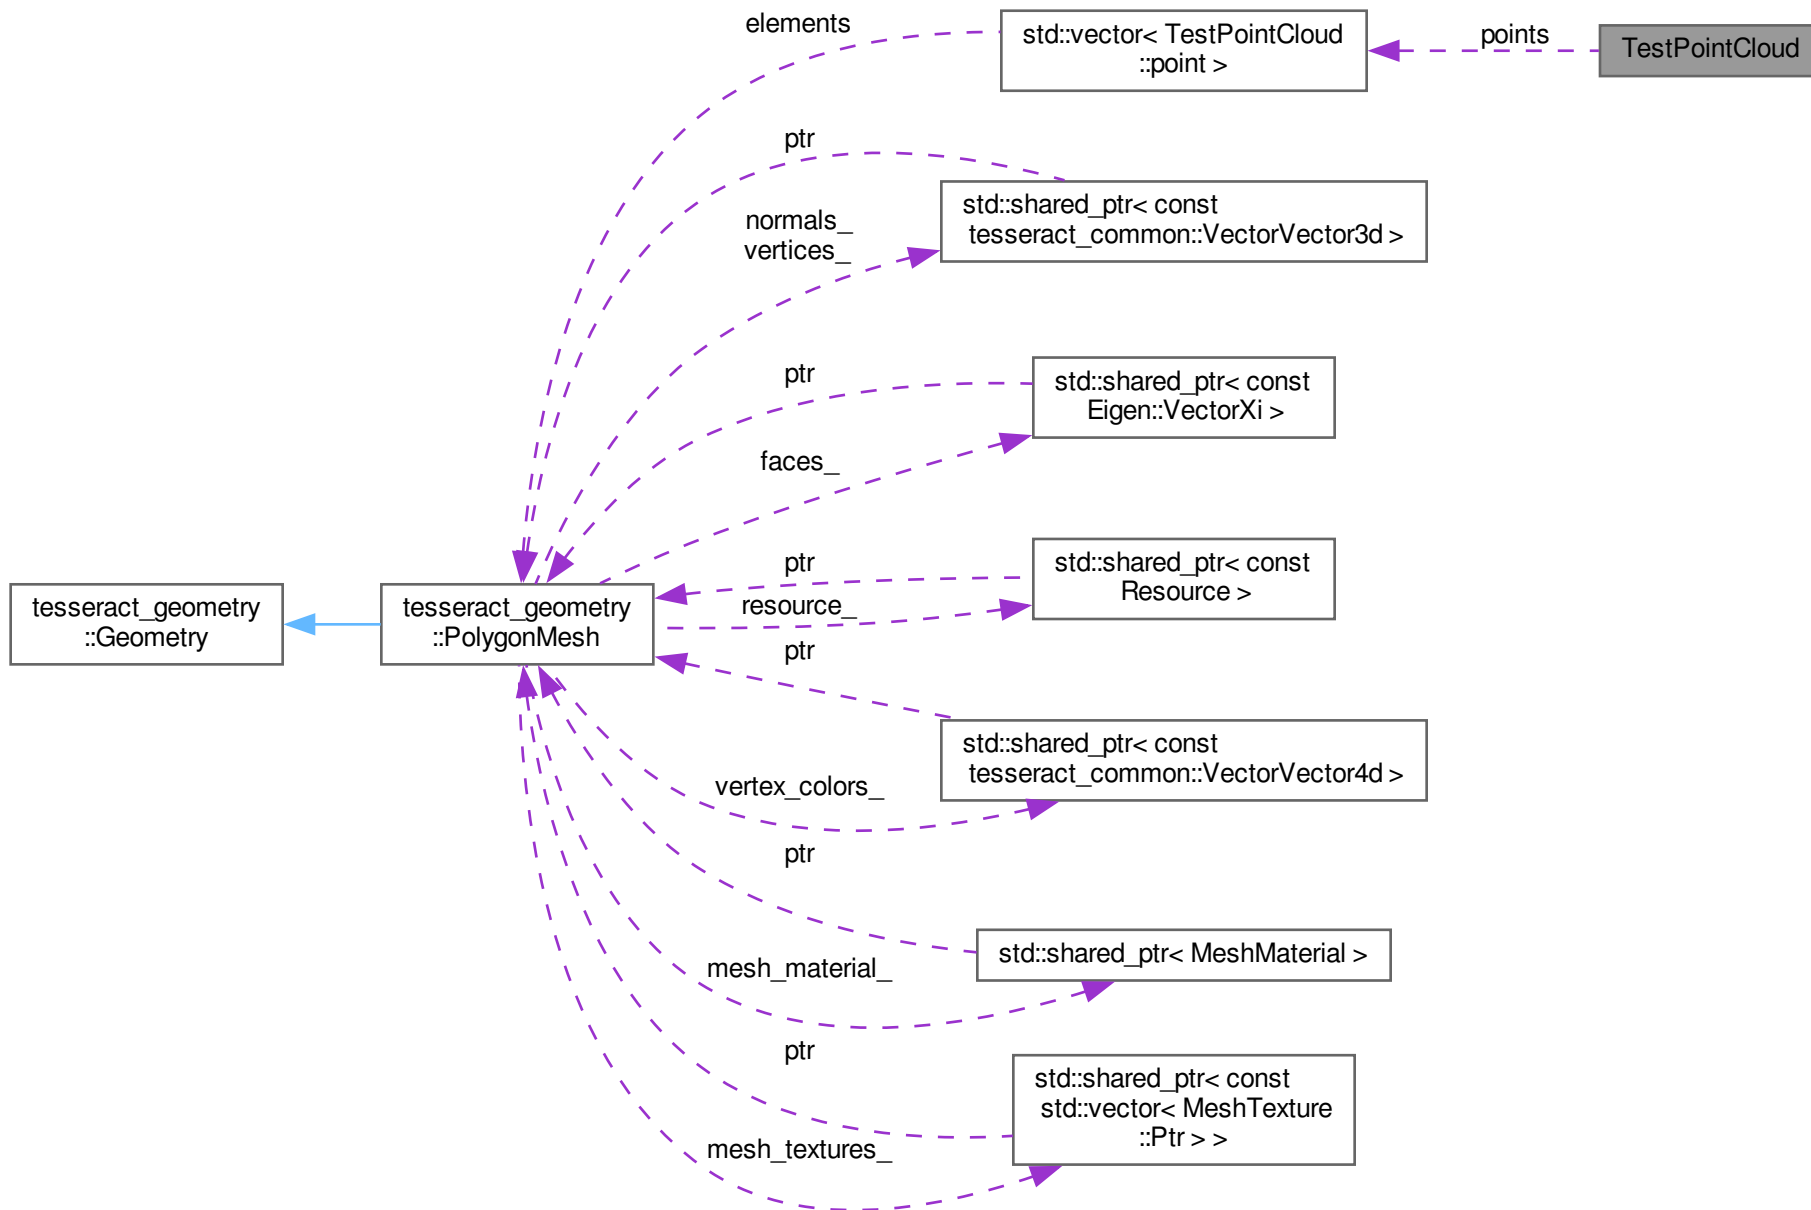 elements
std::vector< TestPointCloud
::point >
points
TestPointCloud
ptr
std::shared_ptr< const
tesseract_common::VectorVector3d >
normals_
vertices_
ptr
std::shared_ptr< const
Eigen::VectorXi >
faces_
ptr
std::shared_ptr< const
Resource >
resource_
tesseract_geometry
::Geometry
tesseract_geometry
::PolygonMesh
ptr
std::shared_ptr< const
tesseract_common::VectorVector4d >
vertex_colors_
ptr
std::shared_ptr< MeshMaterial >
mesh_material_
ptr
std::shared_ptr< const
std::vector< MeshTexture
::Ptr > >
mesh_textures_